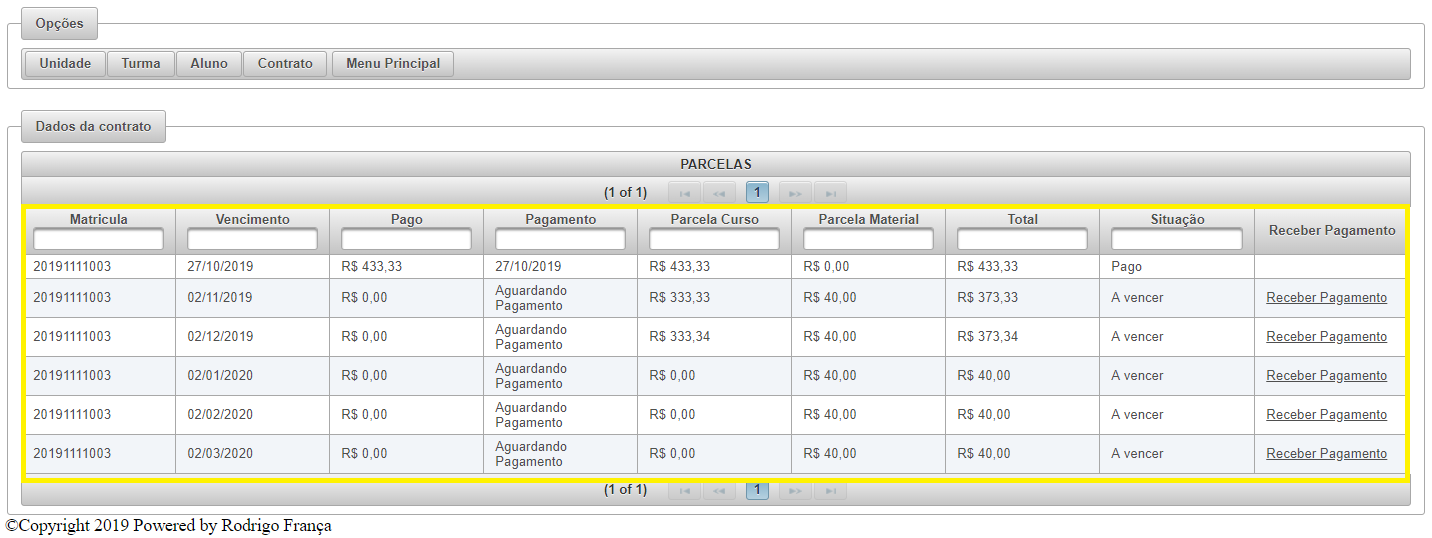 Opções
Unidade Turma Aluno Contrato Menu Principal
Dados da contrato
PARCELAS
(1 of 1) 1
Matricula Vencimento Pago Pagamento Parcela Curso Parcela Material Total Situação Receber Pagamento
20191111003 27/10/2019 R$ 433,33 27/10/2019 R$ 433,33 R$ 0,00 R$ 433,33 Pago
20191111003 02/11/2019 R$ 0,00 Aguardando Pagamento R$ 333,33 R$ 40,00 R$ 373,33 A vencer Receber Pagamento
20191111003 02/12/2019 R$ 0,00 Aguardando Pagamento R$ 333,34 R$ 40,00 R$ 373,34 A vencer Receber Pagamento
20191111003 02/01/2020 R$ 0,00 Aguardando Pagamento R$ 0,00 R$ 40,00 R$ 40,00 A vencer Receber Pagamento
20191111003 02/02/2020 R$ 0,00 Aguardando Pagamento R$ 0,00 R$ 40,00 R$ 40,00 A vencer Receber Pagamento
20191111003 02/03/2020 R$ 0,00 Aguardando Pagamento R$ 0,00 R$ 40,00 R$ 40,00 A vencer Receber Pagamento
(1 of 1) 1
©Copyright 2019 Powered by Rodrigo França